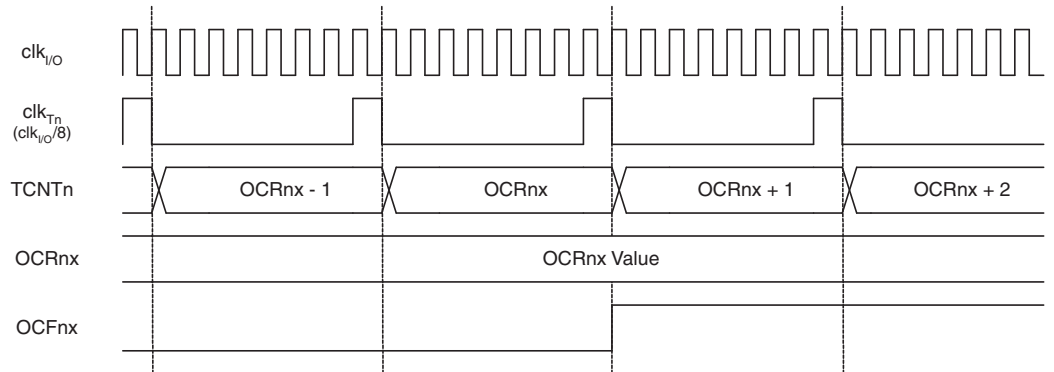 clkI/O
clkTn
(clkI/O/8)
TCNTn
OCRnx - 1
OCRnx
OCRnx + 1
OCRnx + 2
OCRnx
OCRnx Value
OCFnx